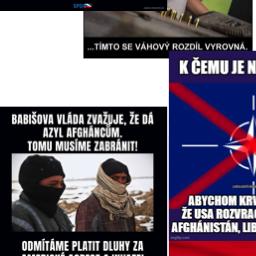 SPD
...TÍMTO SE VÁHOVÝ ROZDÍL VYROVNÁ.
K ČEMU JE N
BABIŠOVA VLÁDA ZVAŽUJE, ŽE DÁ
AZYL AFGHÁNCŮM.
TOMU MUSÍME ZABRÁNIT!
ABYCHOM KRV
ŽE USA ROZVRAC
AFGHÁNISTÁN, LIB
ODMÍTÁME PLATIT DLUHY ZA